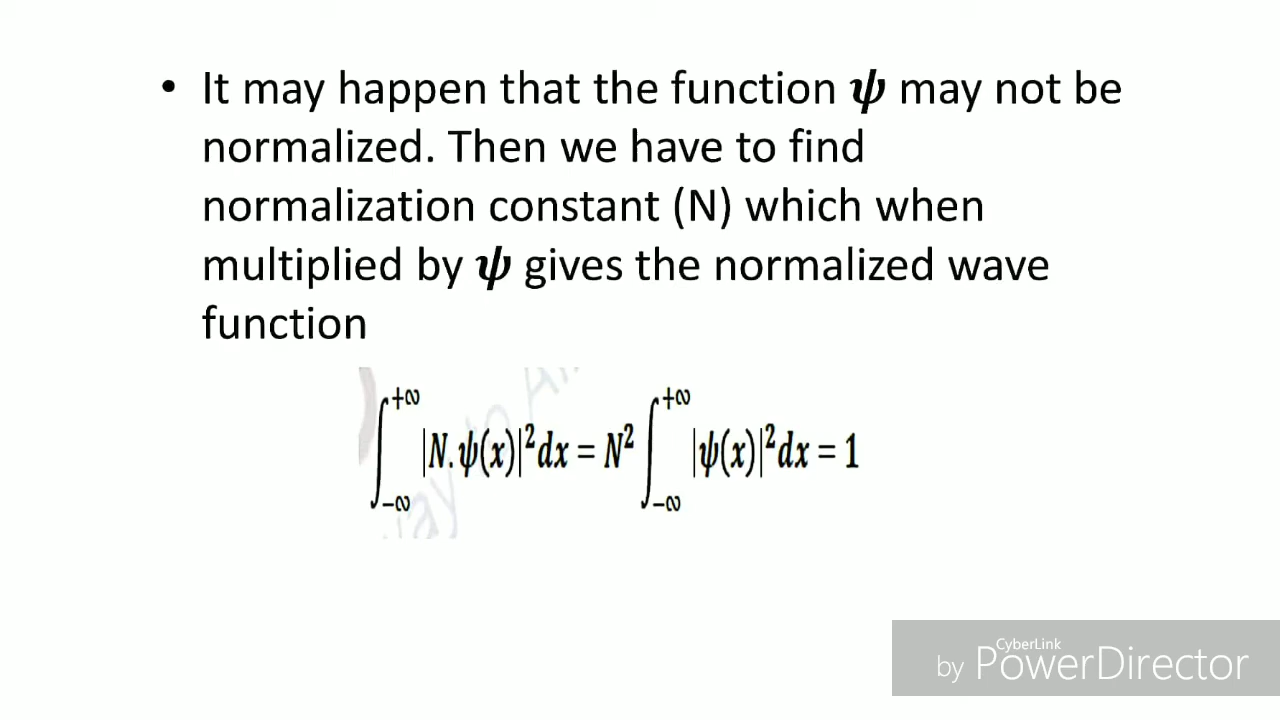 • It may happen that the function ψ may not be
normalized. Then we have to find
normalization constant (N) which when
multiplied by ψ gives the normalized wave
function
∫_{-∞}^{+∞} |N.ψ(x)|²dx = N² ∫_{-∞}^{+∞} |ψ(x)|²dx = 1
CyberLink
by PowerDirector